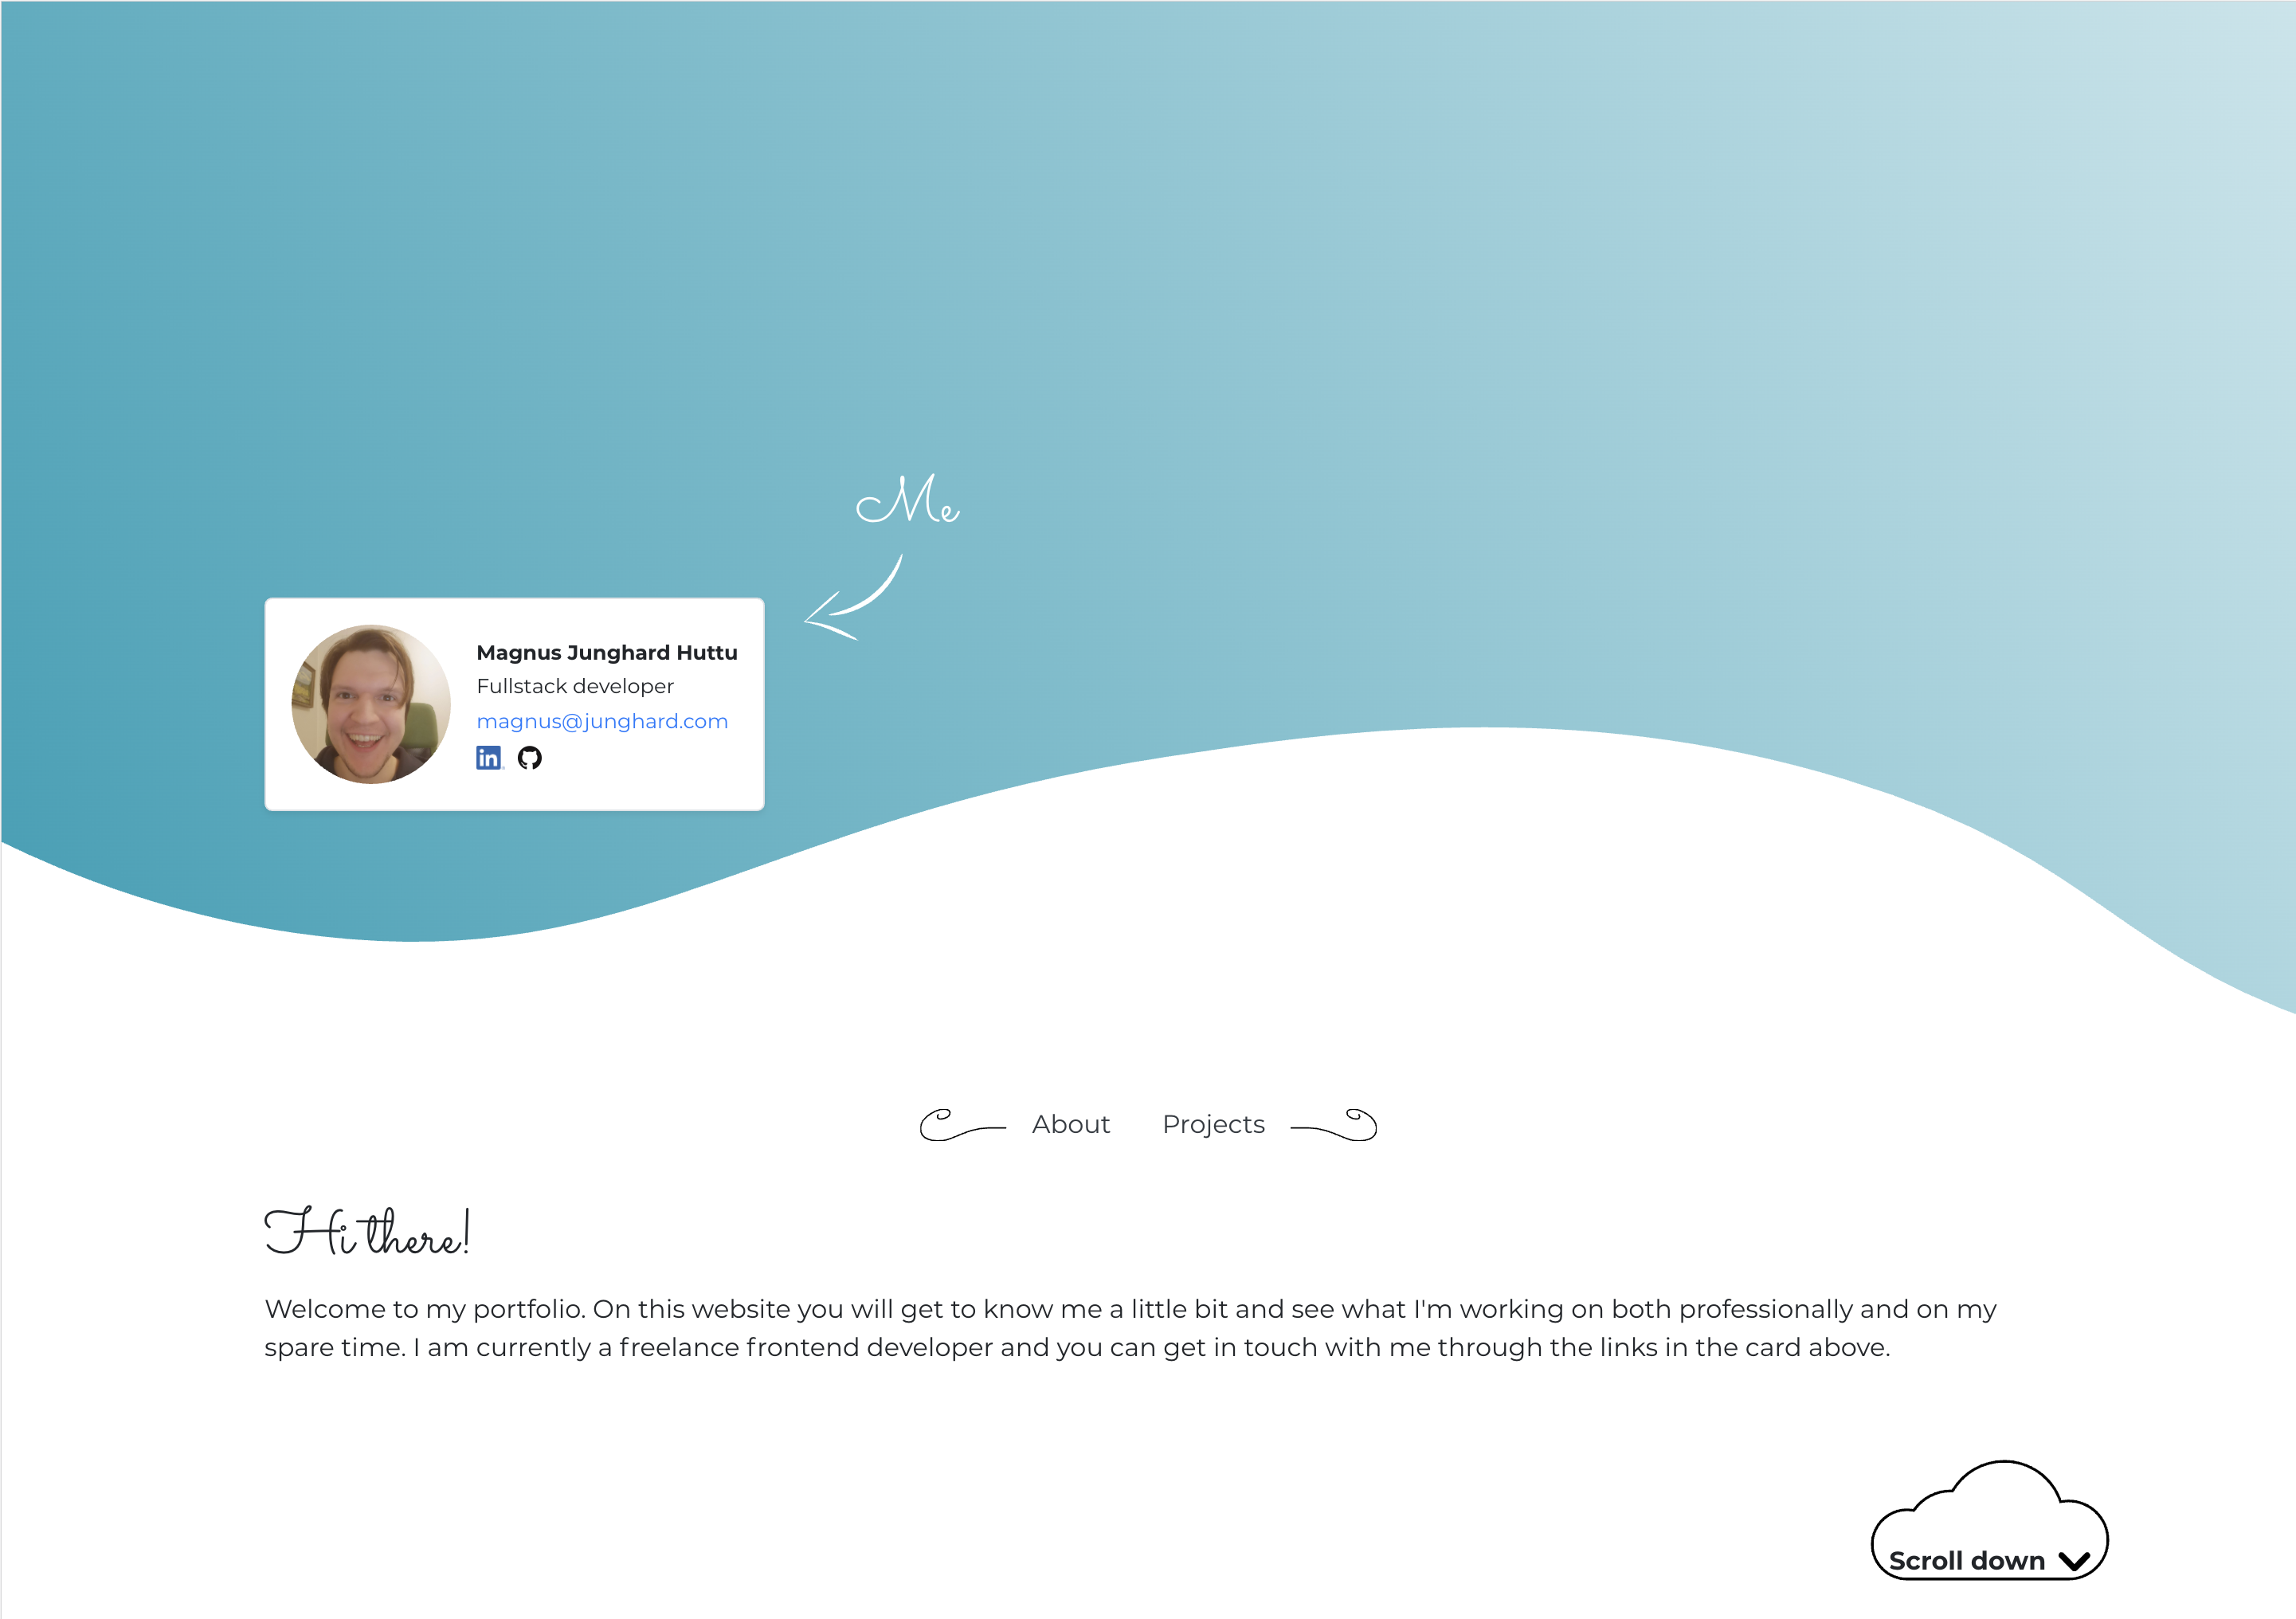 Me
Magnus Junghard Huttu
Fullstack developer
magnus@junghard.com
in
About Projects
Hi there!
Welcome to my portfolio. On this website you will get to know me a little bit and see what I'm working on both professionally and on my
spare time. I am currently a freelance frontend developer and you can get in touch with me through the links in the card above.
Scroll down